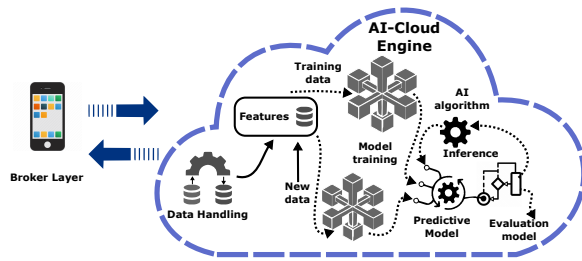 AI-Cloud
Engine
Training
data
AI
algorithm
Features
Model
training
Inference
Broker Layer
Data Handling
New
data
Predictive
Model
Evaluation
model